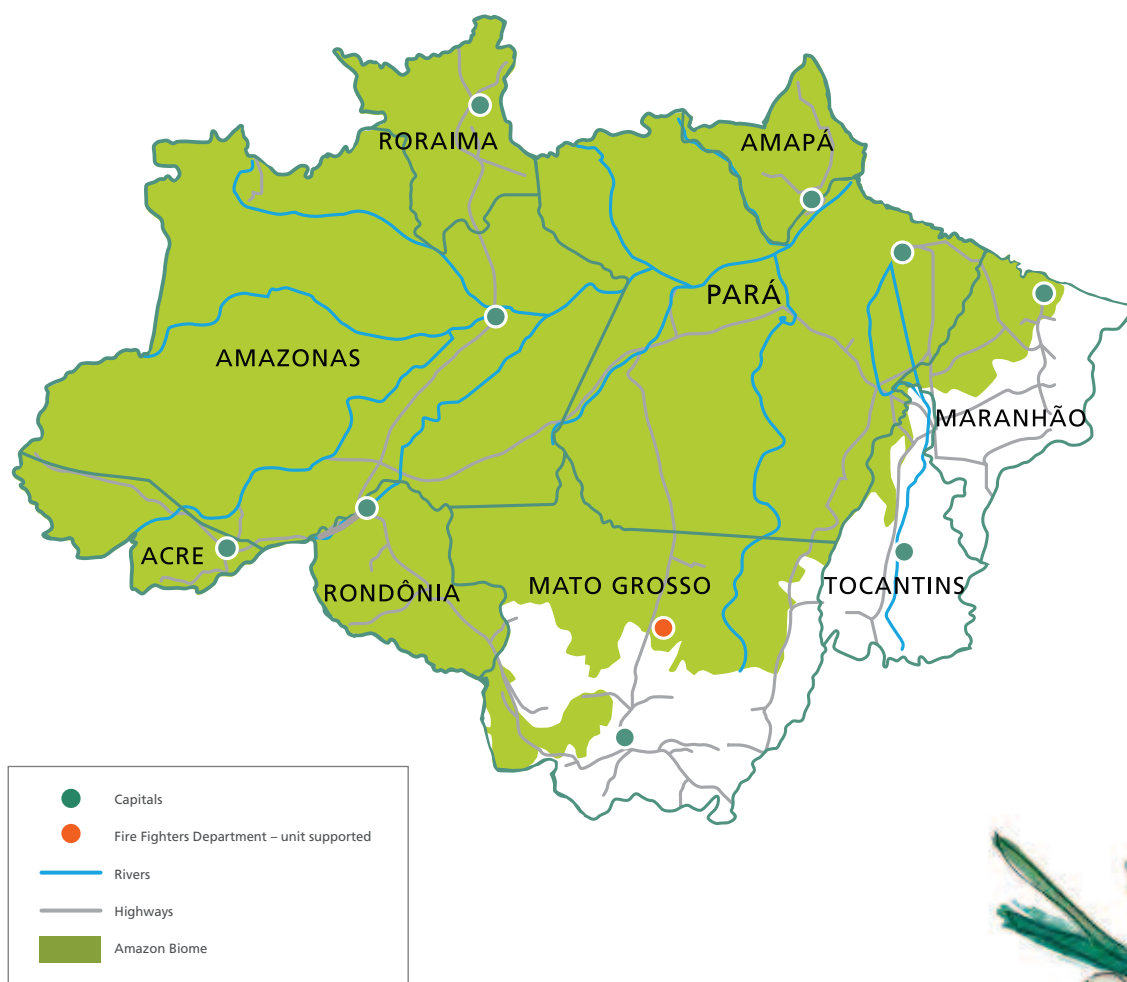 RORAIMA
AMAPÁ
PARÁ
AMAZONAS
MARANHÃO
ACRE
RONDÔNIA
MATO GROSSO
TOCANTINS
Capitals
Fire Fighters Department – unit supported
Rivers
Highways
Amazon Biome